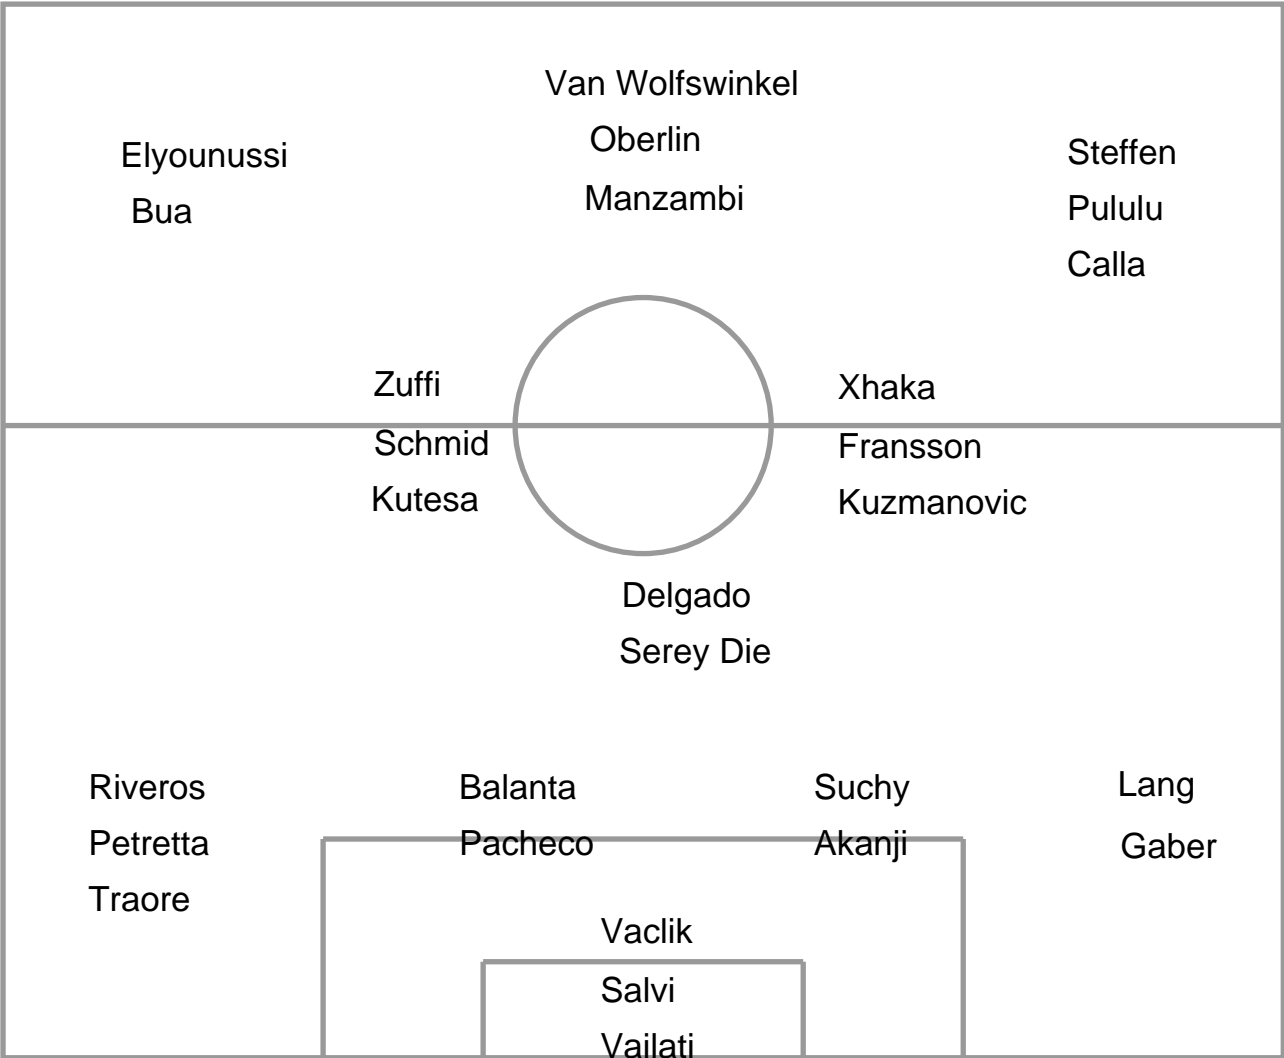 Van Wolfswinkel
Oberlin
Manzambi
Elyounussi
Bua
Steffen
Pululu
Calla
Zuffi
Schmid
Kutesa
Xhaka
Fransson
Kuzmanovic
Delgado
Serey Die
Riveros
Petretta
Traore
Balanta
Pacheco
Suchy
Akanji
Lang
Gaber
Vaclik
Salvi
Vailati